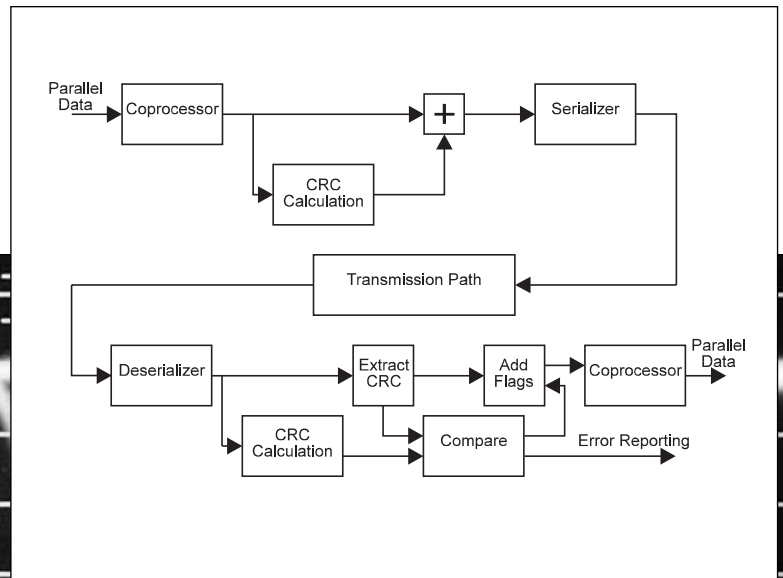 Parallel
Data
Coprocessor
+
Serializer
CRC
Calculation
Transmission Path
Deserializer
Extract
CRC
Add
Flags
Coprocessor
Parallel
Data
CRC
Calculation
Compare
Error Reporting